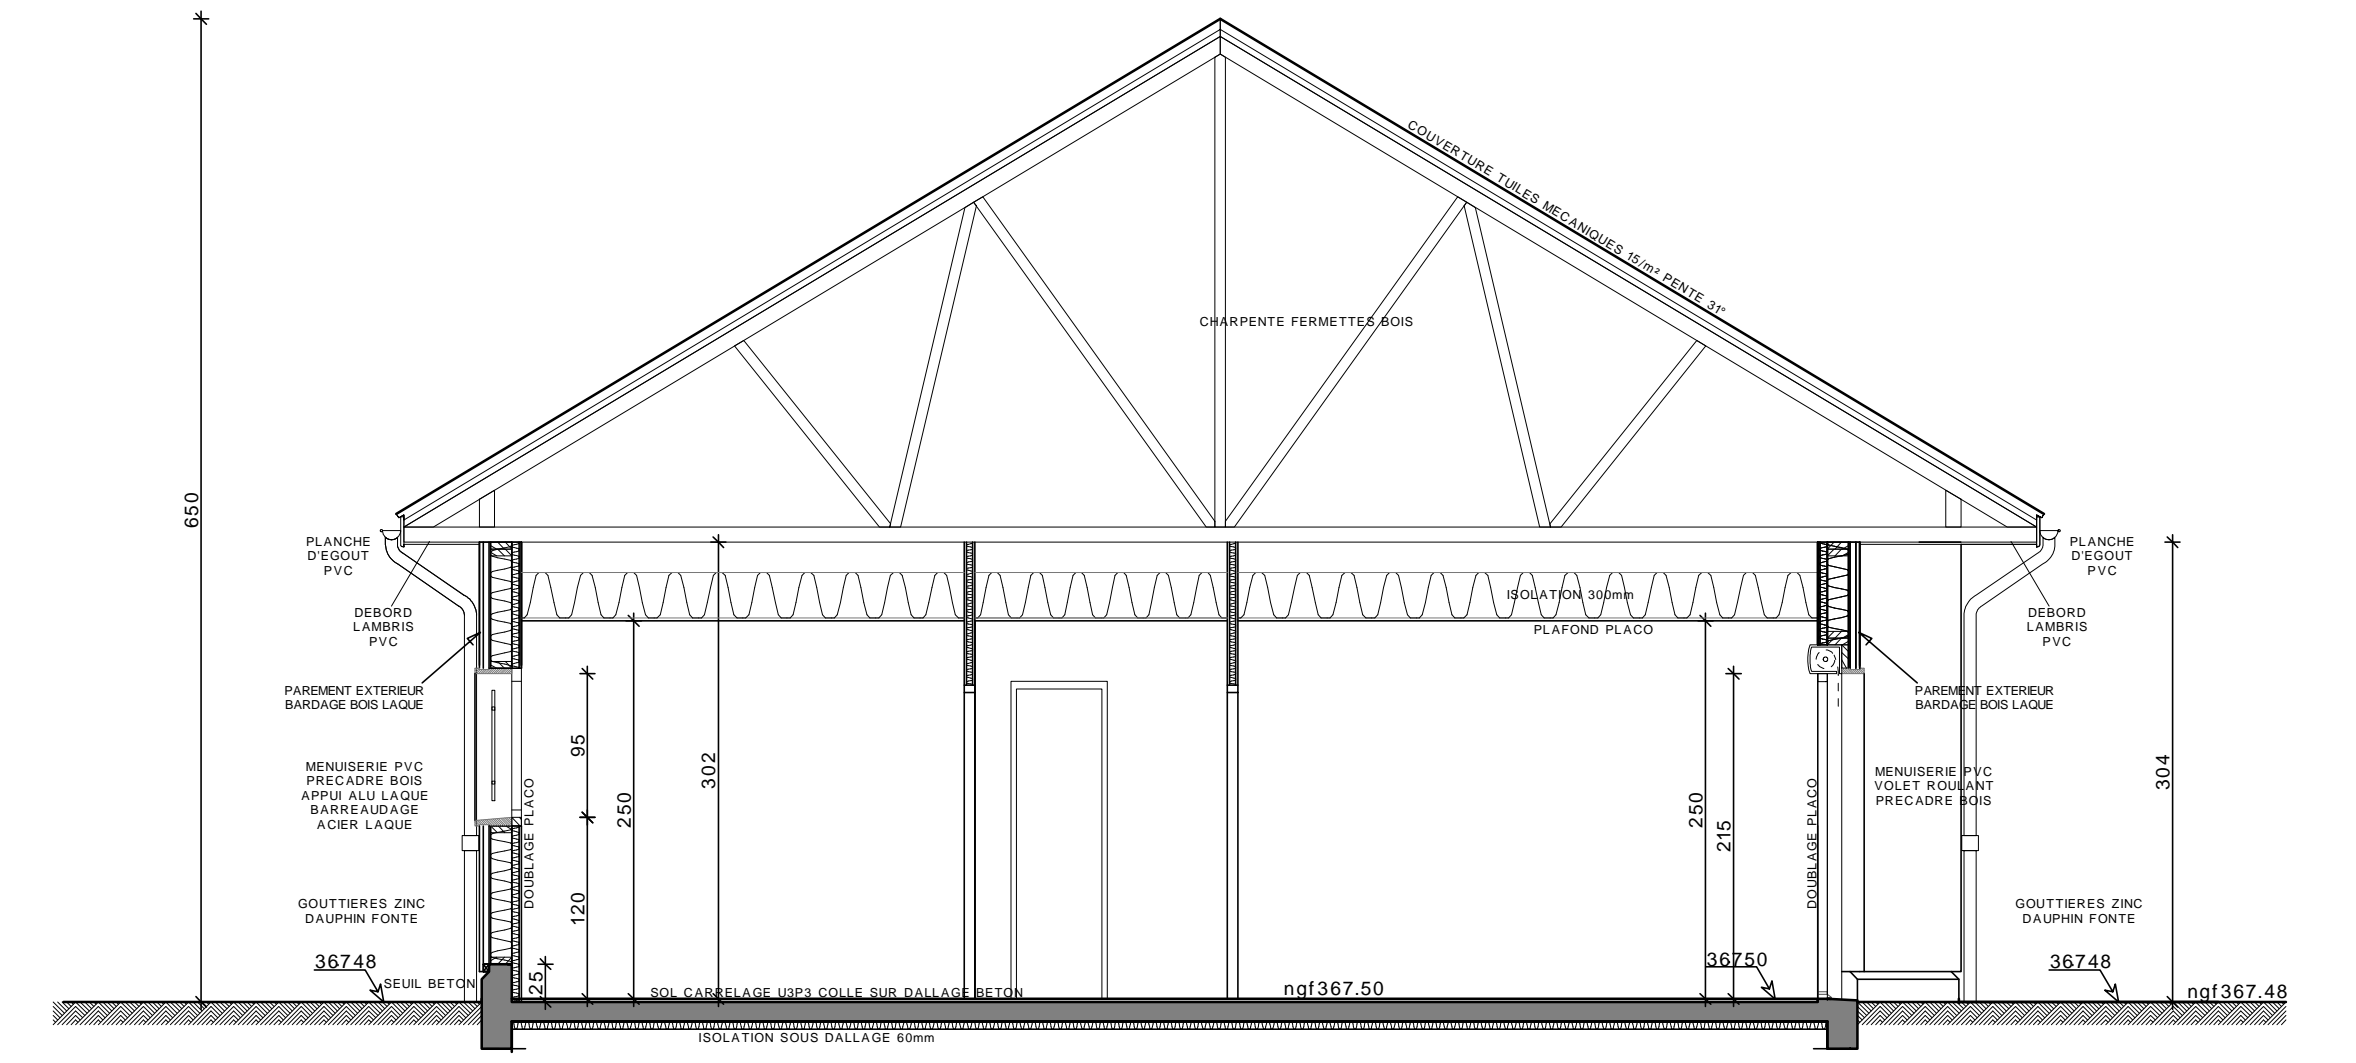 COUVERTURE TUILES MECANIQUES 15/m² PENTE 31°
CHARPENTE FERMETTES BOIS
650
PLANCHE
D'EGOUT
PVC
PLANCHE
D'EGOUT
PVC
DEBORD
LAMBRIS
PVC
DEBORD
LAMBRIS
PVC
ISOLATION 300mm
PLAFOND PLACO
PAREMENT EXTERIEUR
BARDAGE BOIS LAQUE
PAREMENT EXTERIEUR
BARDAGE BOIS LAQUE
95
302
250
250
215
304
MENUISERIE PVC
PRECADRE BOIS
APPUI ALU LAQUE
BARREAUDAGE
ACIER LAQUE
MENUISERIE PVC
VOLET ROULANT
PRECADRE BOIS
DOUBLAGE PLACO
DOUBLAGE PLACO
120
GOUTTIERES ZINC
DAUPHIN FONTE
GOUTTIERES ZINC
DAUPHIN FONTE
36748
SEUIL BETON
25
SOL CARRELAGE U3P3 COLLE SUR DALLAGE BETON
ngf367.50
36750
36748
ngf367.48
ISOLATION SOUS DALLAGE 60mm